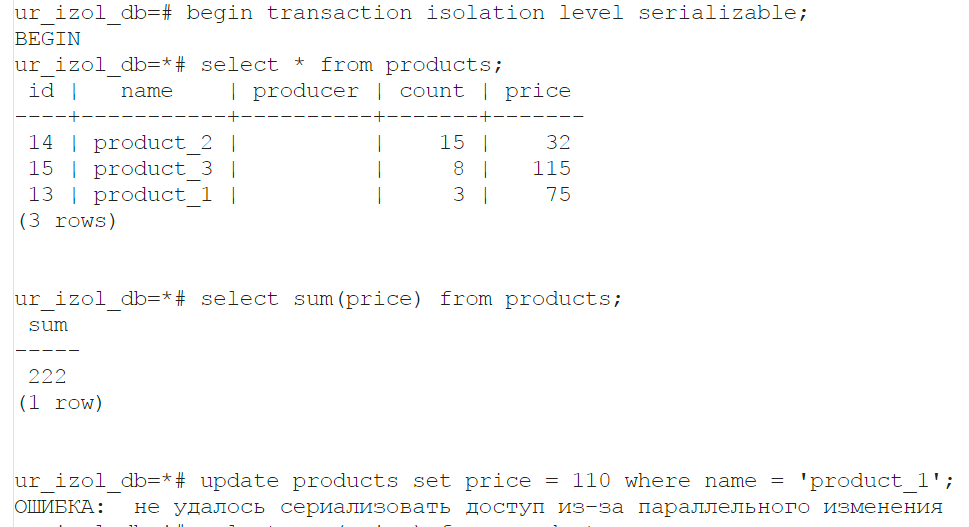 ur_izol_db=# begin transaction isolation level serializable;
BEGIN
ur_izol_db=*# select * from products;
 id |   name    | producer | count | price
----+-----------+----------+-------+-------
 14 | product_2 |          |    15 |    32
 15 | product_3 |          |     8 |   115
 13 | product_1 |          |     3 |    75
(3 rows)
ur_izol_db=*# select sum(price) from products;
 sum
-----
 222
(1 row)
ur_izol_db=*# update products set price = 110 where name = 'product_1';
ОШИБКА:  не удалось сериализовать доступ из-за параллельного изменения